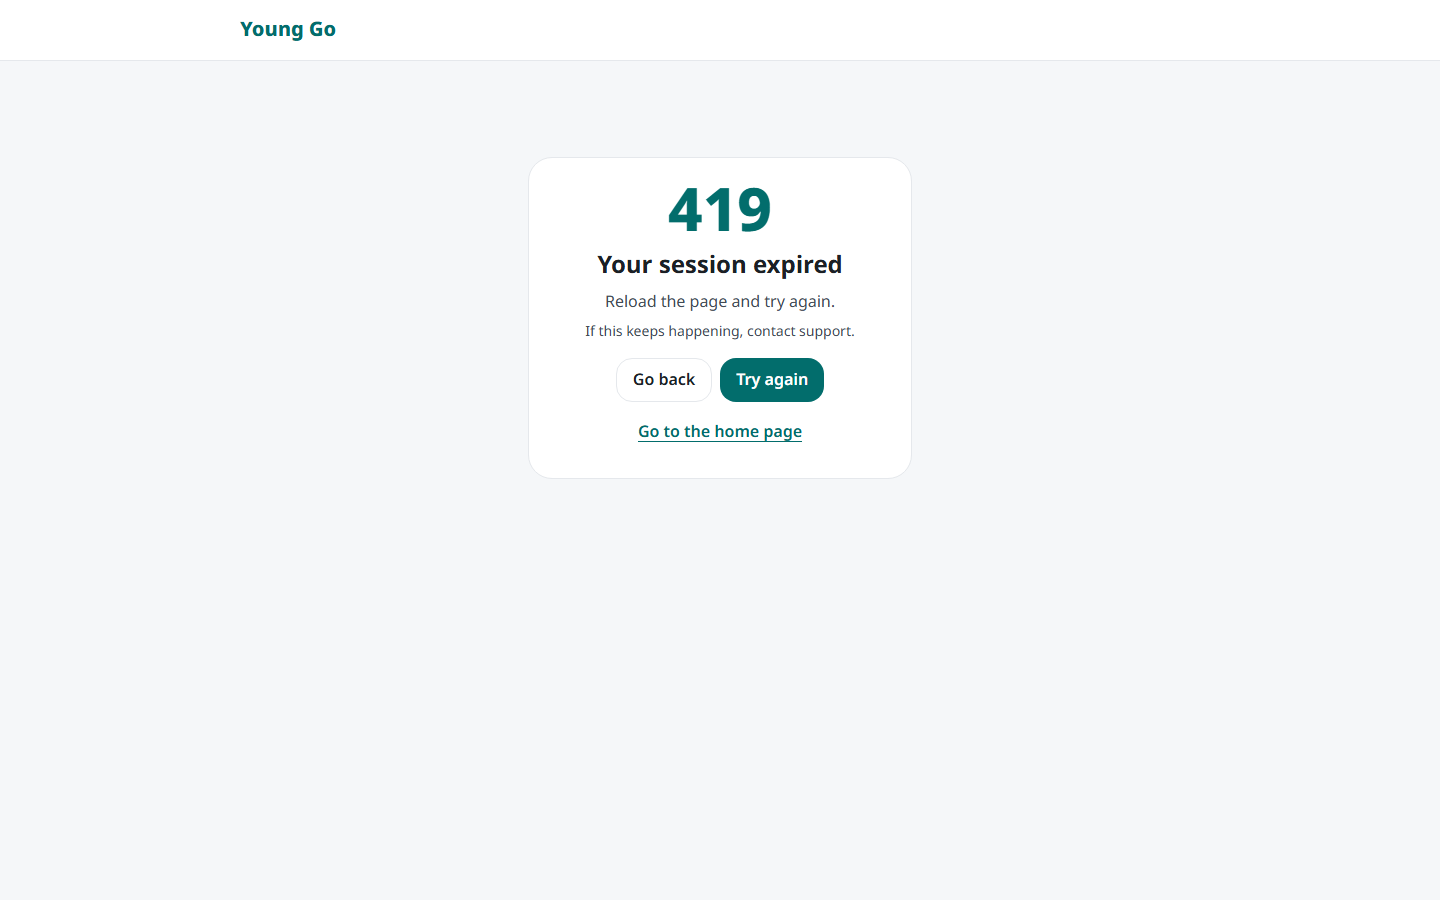 Young Go
419
Your session expired
Reload the page and try again.
If this keeps happening, contact support.
Go back
Try again
Go to the home page